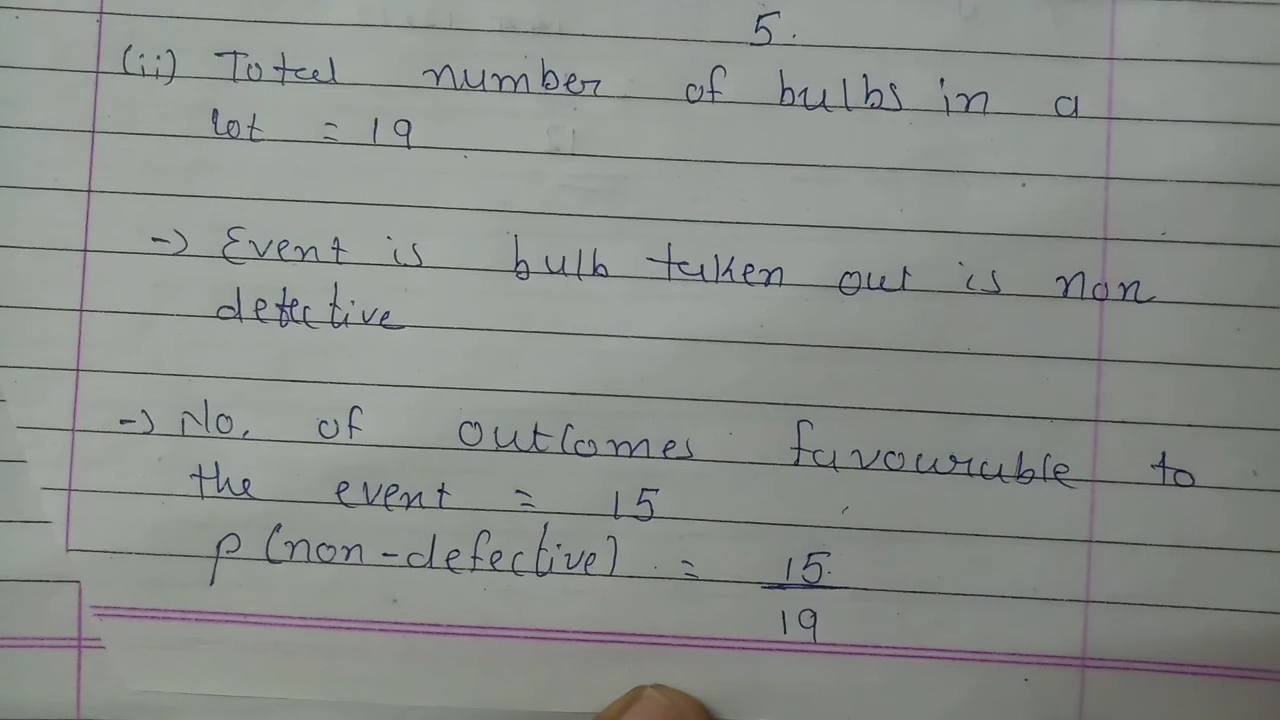 5.
(ii) Total number of bulbs in a
lot = 19
→ Event is bulb taken out is non
defective
→ No. of outcomes favourable to
the event = 15
P(non-defective) = 15
19